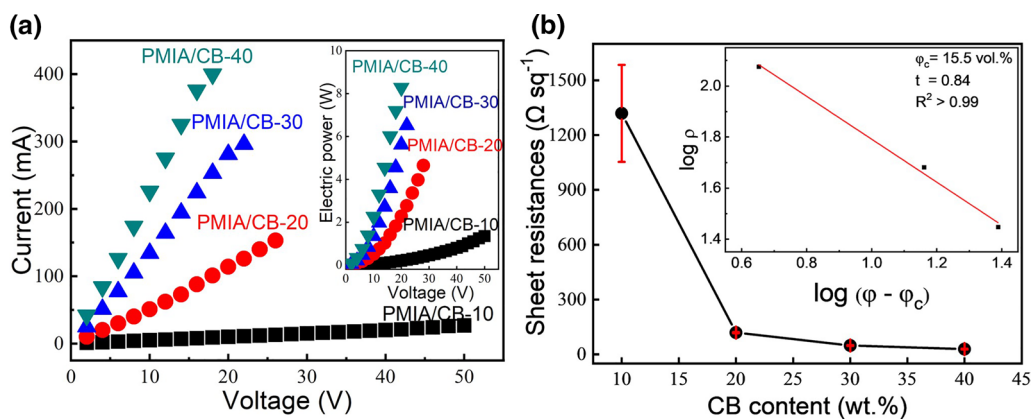 (a)
400
300
200
100
0
Current (mA)
0
10
20
30
40
50
Voltage (V)
PMIA/CB-40
PMIA/CB-30
PMIA/CB-20
PMIA/CB-10
10
8
6
4
2
0
Electric power (W)
0
20
40
50
Voltage (V)
PMIA/CB-40
PMIA/CB-30
PMIA/CB-20
PMIA/CB-10
(b)
1500
1200
900
600
300
0
Sheet resistances (Ω sq⁻¹)
10
15
20
25
30
35
40
45
CB content (wt.%)
2.0
1.8
1.6
1.4
log ρ
0.6
0.8
1.0
1.2
1.4
log (φ - φc)
φc= 15.5 vol.%
t = 0.84
R² > 0.99